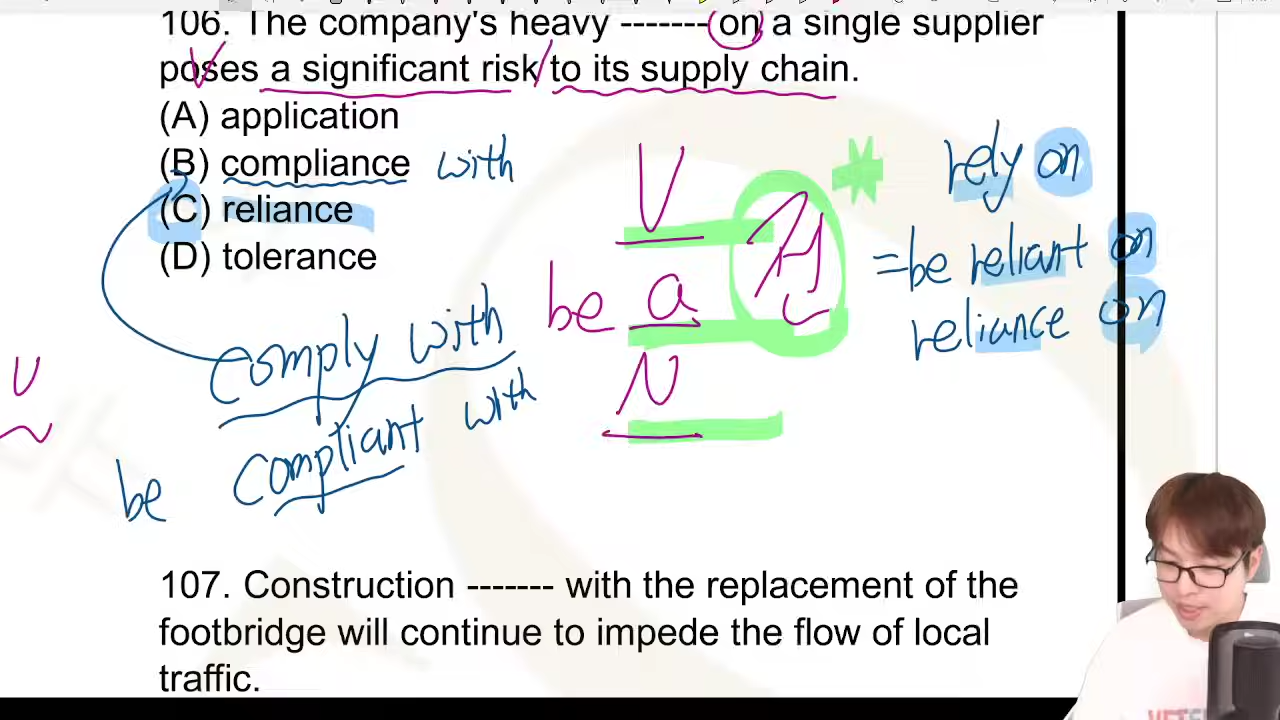 106. The company's heavy ------- on a single supplier
poses a significant risk to its supply chain.
(A) application
(B) compliance with
(C) reliance
(D) tolerance
V
be a
N
전
rely on
=be reliant on
reliance on
comply with
be compliant with
V
107. Construction ------- with the replacement of the
footbridge will continue to impede the flow of local
traffic.